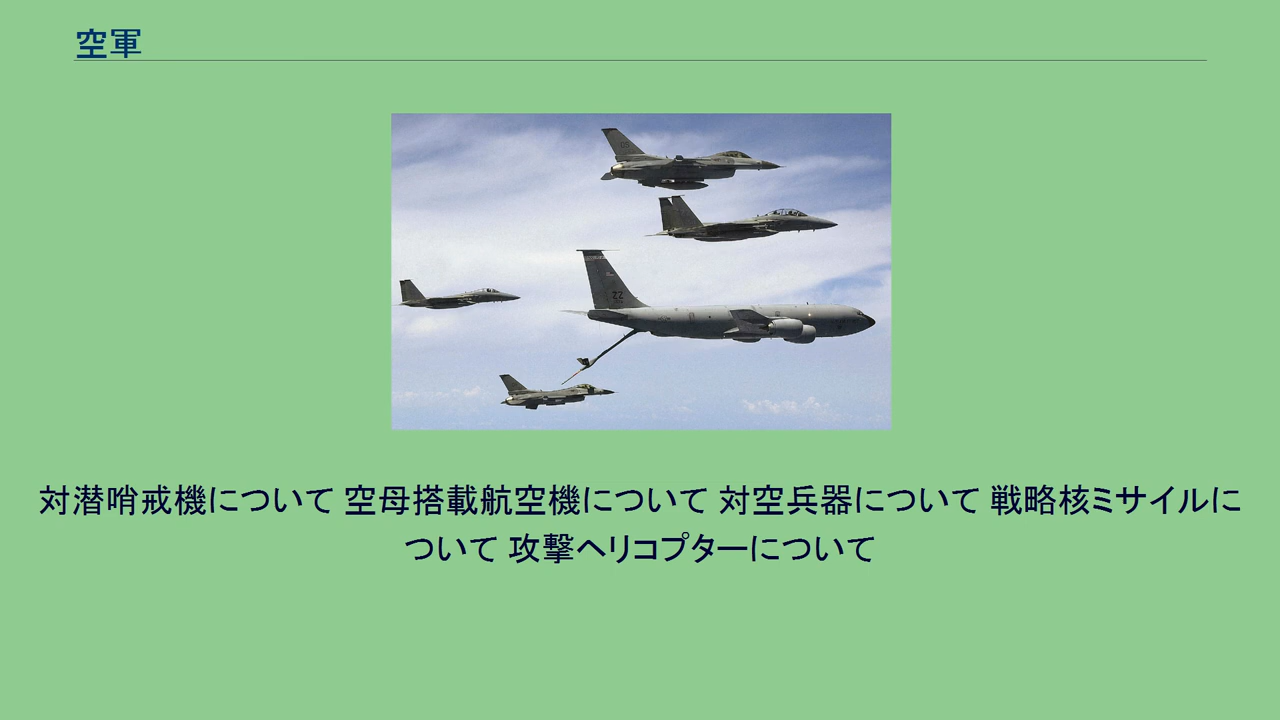 空軍
対潜哨戒機について 空母搭載航空機について 対空兵器について 戦略核ミサイルに
ついて 攻撃ヘリコプターについて